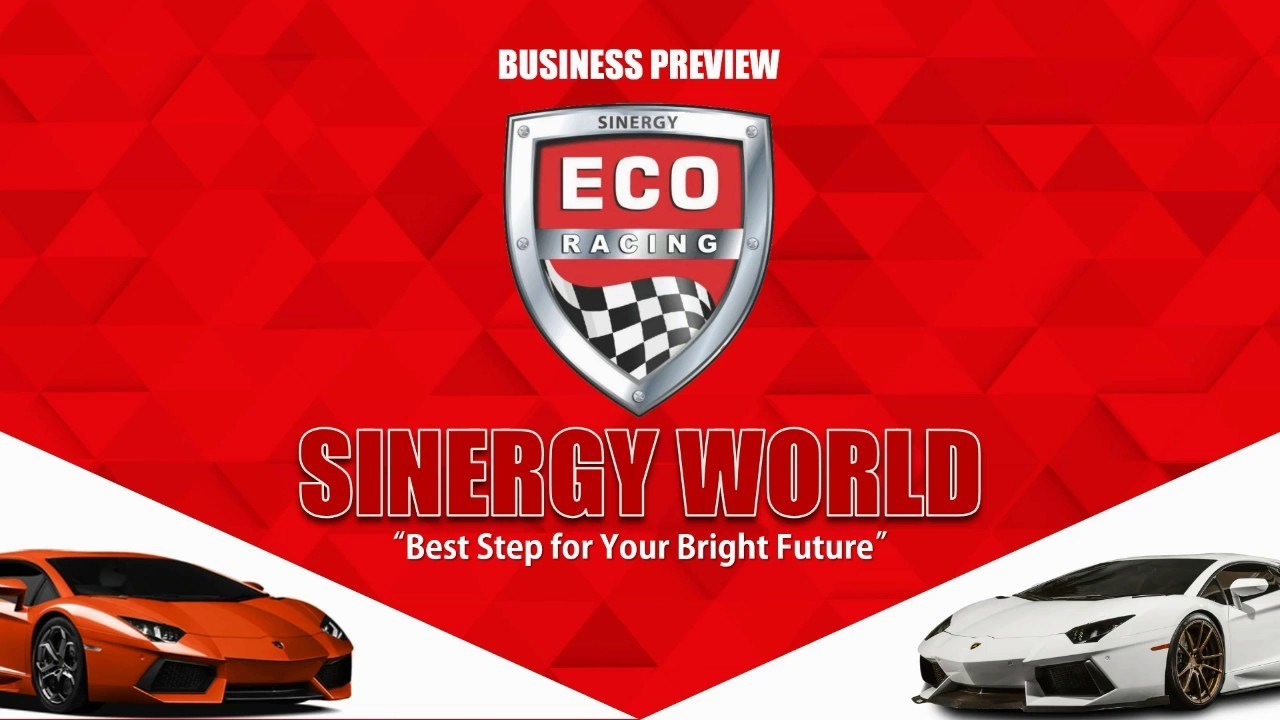 BUSINESS PREVIEW
SINERGY
ECO
RACING
SINERGY WORLD
“Best Step for Your Bright Future”